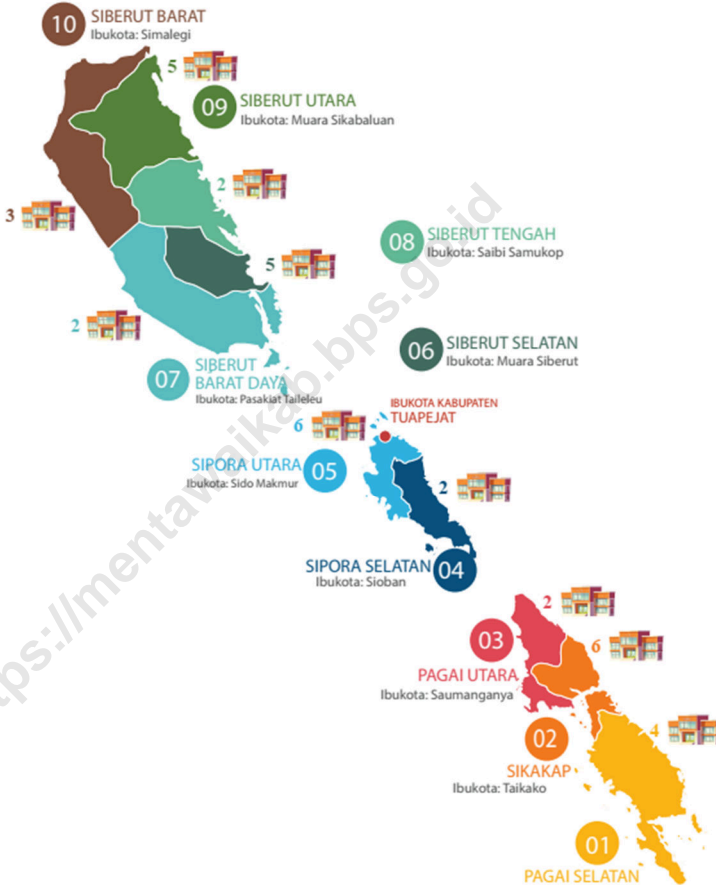 10
SIBERUT BARAT
Ibukota: Simalegi
5
09
SIBERUT UTARA
Ibukota: Muara Sikabaluan
2
3
08
SIBERUT TENGAH
Ibukota: Saibi Samukop
5
2
06
SIBERUT SELATAN
Ibukota: Muara Siberut
07
SIBERUT
BARAT DAYA
Ibukota: Pasakiat Taileleu
IBUKOTA KABUPATEN
TUAPEJAT
6
SIPORA UTARA
Ibukota: Sido Makmur
05
2
SIPORA SELATAN
Ibukota: Sioban
04
2
03
6
PAGAI UTARA
Ibukota: Saumanganya
4
02
SIKAKAP
Ibukota: Taikako
01
PAGAI SELATAN
tps://mentawaikab.bps.go.id